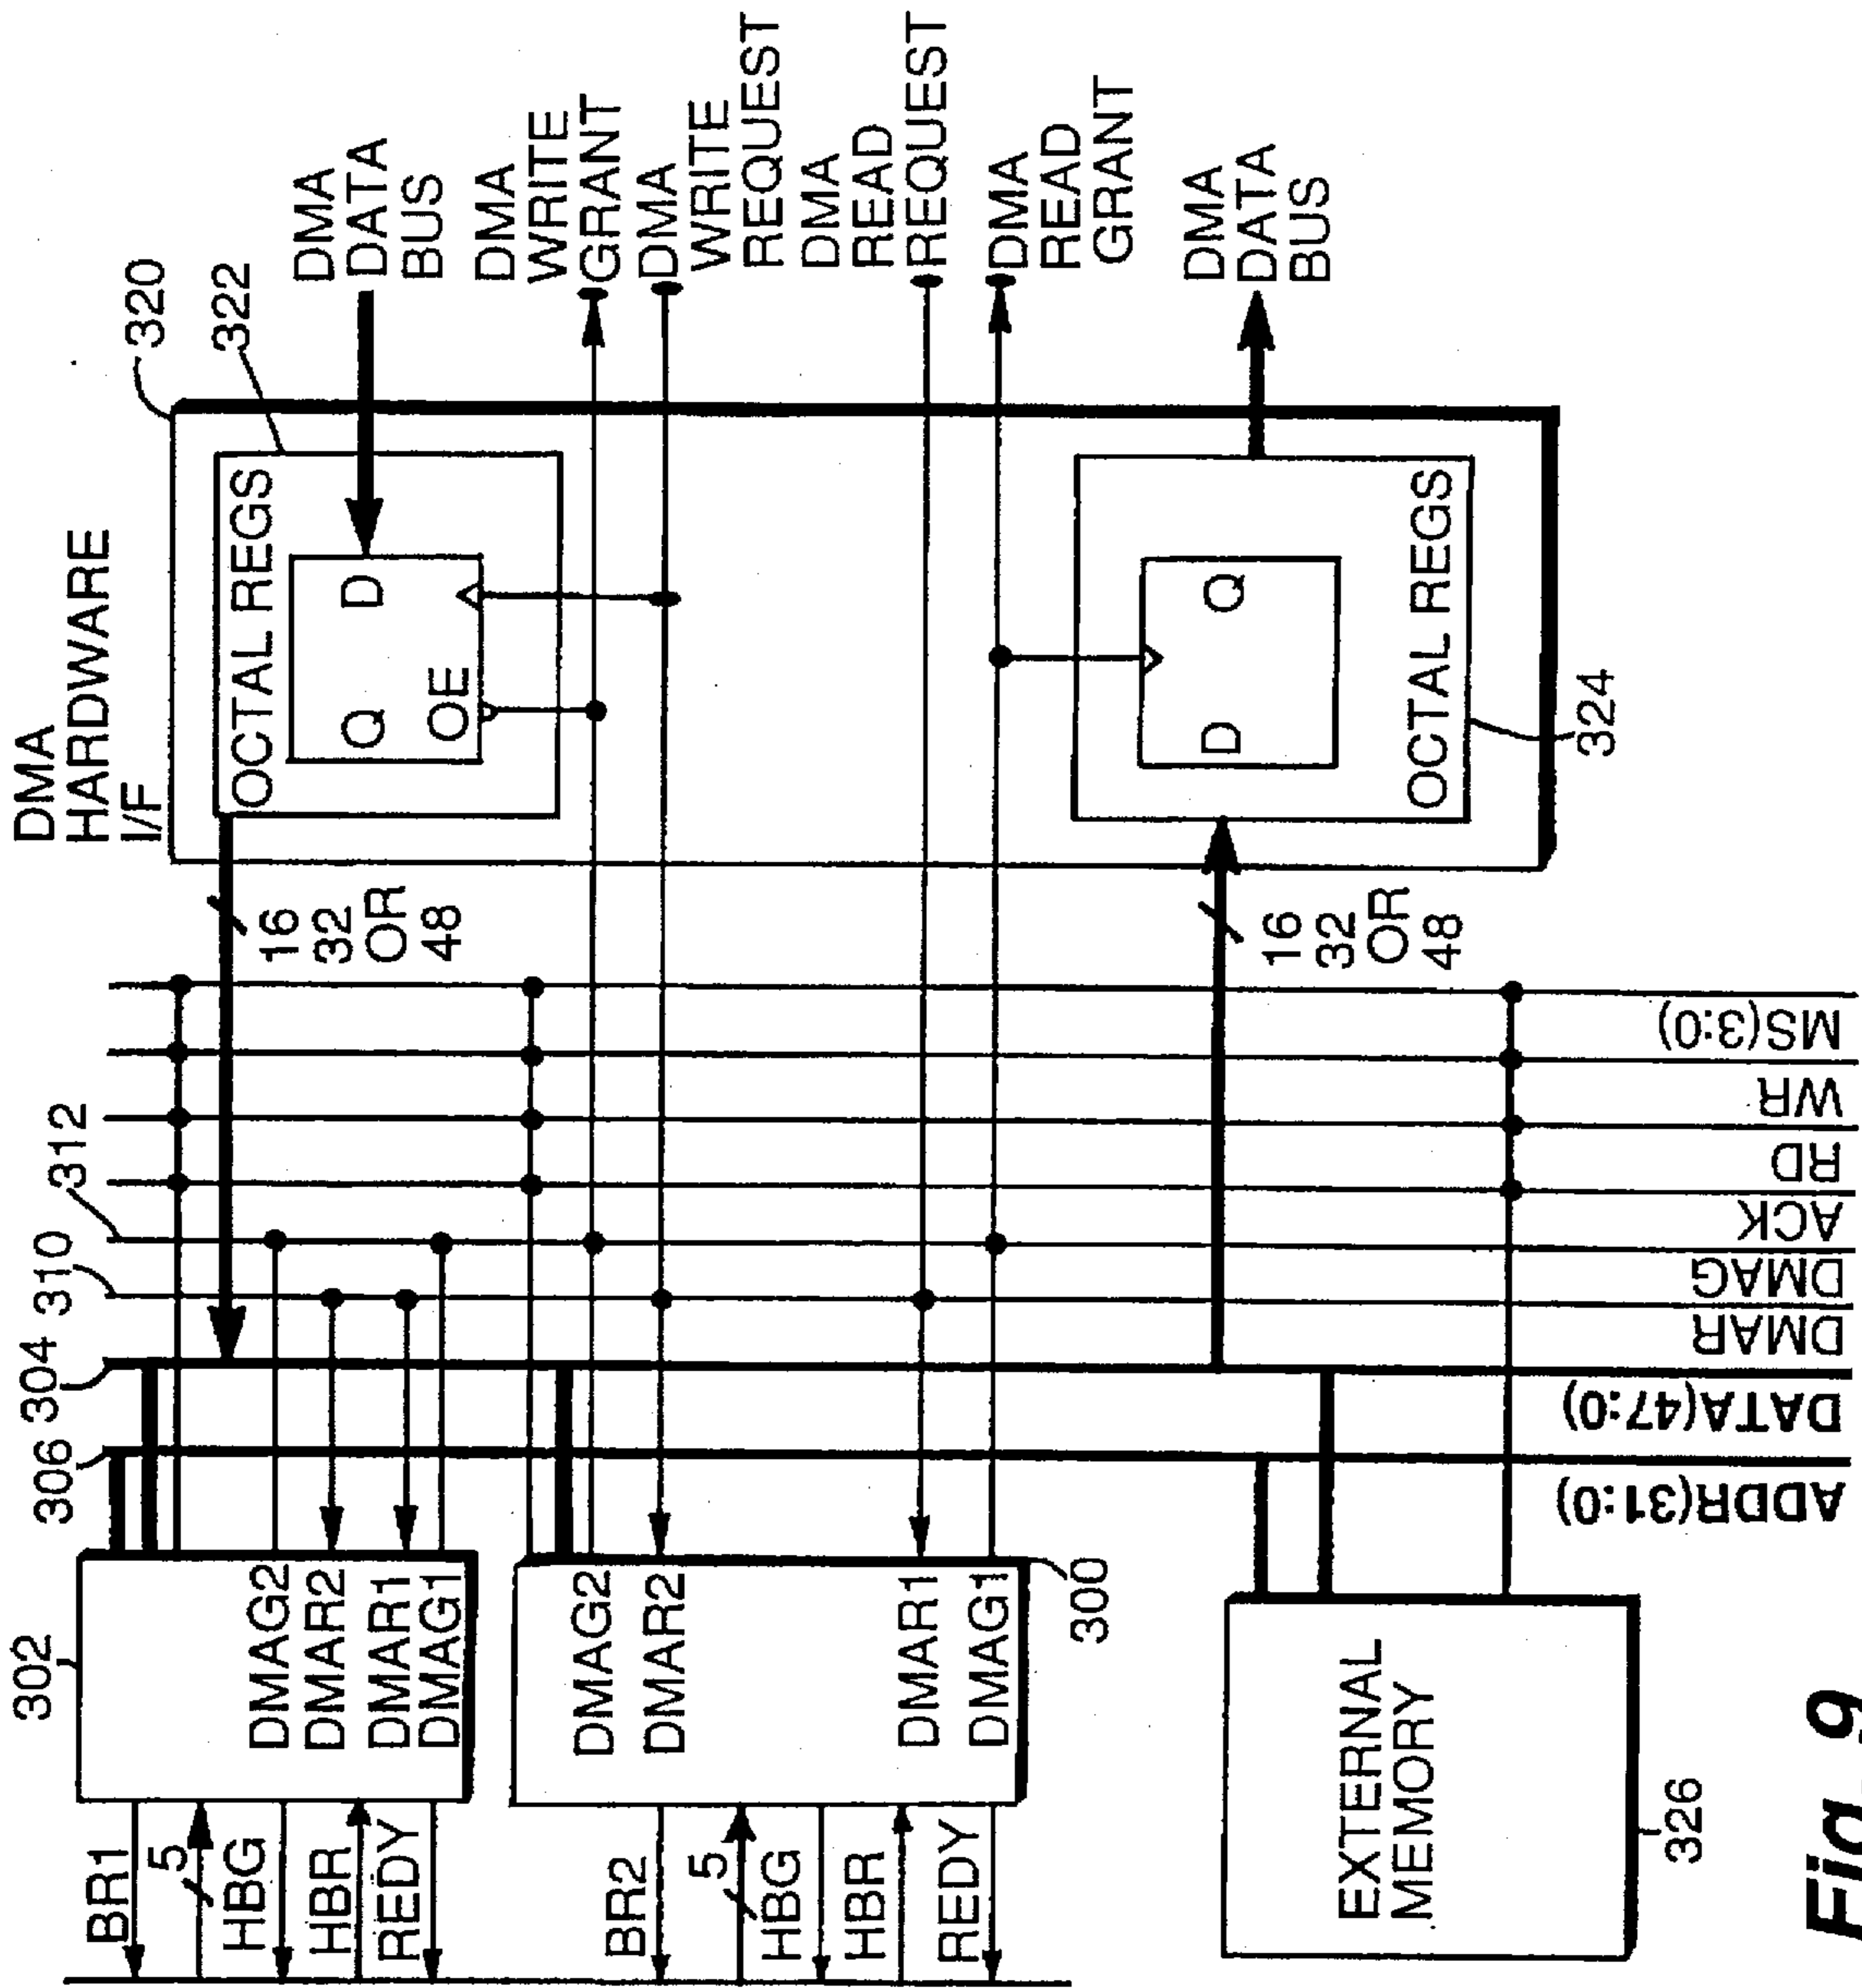 DMA
HARDWARE
I/F
320
322
OCTAL REGS
Q
D
OE
DMA
DATA
BUS
DMA
WRITE
GRANT
DMA
WRITE
REQUEST
DMA
READ
REQUEST
DMA
READ
GRANT
DMA
DATA
BUS
D
Q
OCTAL REGS
324
16
32
OR
48
16
32
OR
48
306
304
310
312
MS(3:0)
WR
RD
ACK
DMAG
DMAR
DATA(47:0)
ADDR(31:0)
302
DMAG2
DMAR2
DMAR1
DMAG1
BR1
5
HBG
HBR
REDY
DMAG2
DMAR2
DMAR1
DMAG1
300
BR2
5
HBG
HBR
REDY
EXTERNAL
MEMORY
326
Fig. 9